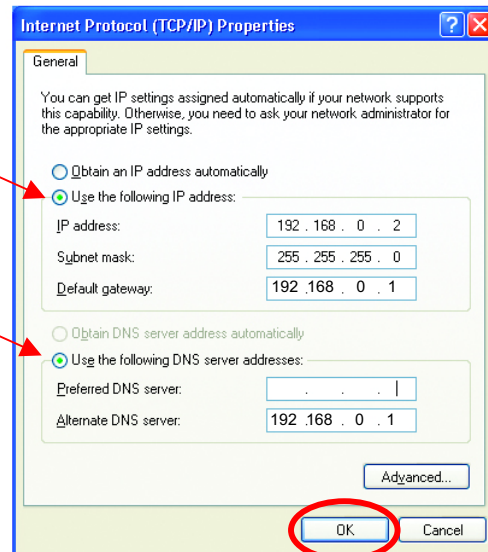 Internet Protocol (TCP/IP) Properties
General
You can get IP settings assigned automatically if your network supports
this capability. Otherwise, you need to ask your network administrator for
the appropriate IP settings.
Obtain an IP address automatically
Use the following IP address:
IP address: 192 . 168 . 0 . 2
Subnet mask: 255 . 255 . 255 . 0
Default gateway: 192 .168 . 0 . 1
Obtain DNS server address automatically
Use the following DNS server addresses:
Preferred DNS server: . . .
Alternate DNS server: 192 .168 . 0 . 1
Advanced...
OK Cancel